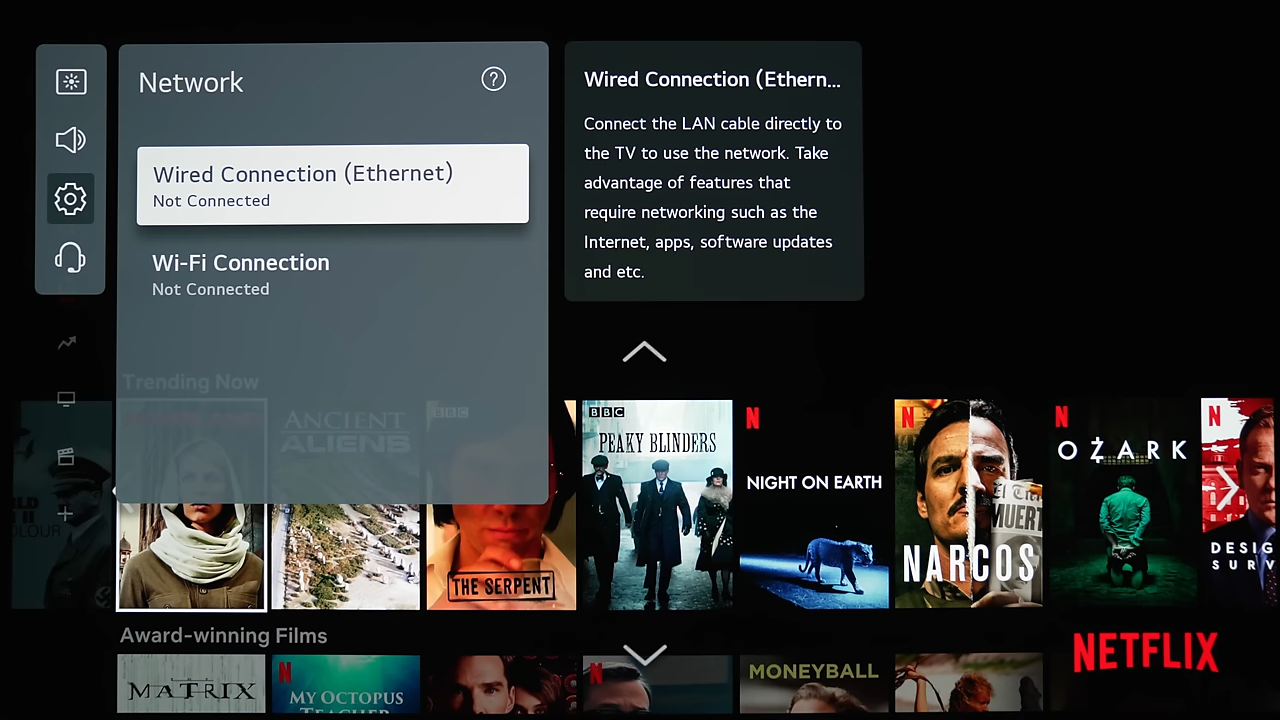 Network
?
Wired Connection (Ethernet)
Not Connected
Wi-Fi Connection
Not Connected
Wired Connection (Ethern...
Connect the LAN cable directly to
the TV to use the network. Take
advantage of features that
require networking such as the
Internet, apps, software updates
and etc.
Trending Now
ANCIENT
ALIENS
BBC
THE SERPENT
BBC
PEAKY BLINDERS
N
NIGHT ON EARTH
N
MUERT
NARCOS
N
OZARK
N
DESIG
SURV
COLOUR
Award-winning Films
MATRIX
N
MY OCTOPUS
TEACHER
N
MONEYBALL
NETFLIX